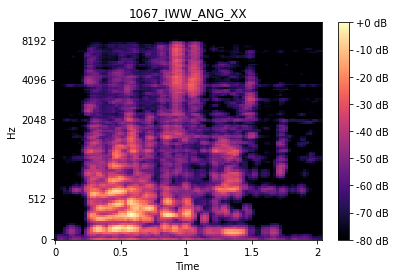 1067_IWW_ANG_XX
Hz
8192
4096
2048
1024
512
0
0
0.5
1
1.5
2
Time
+0 dB
-10 dB
-20 dB
-30 dB
-40 dB
-50 dB
-60 dB
-70 dB
-80 dB